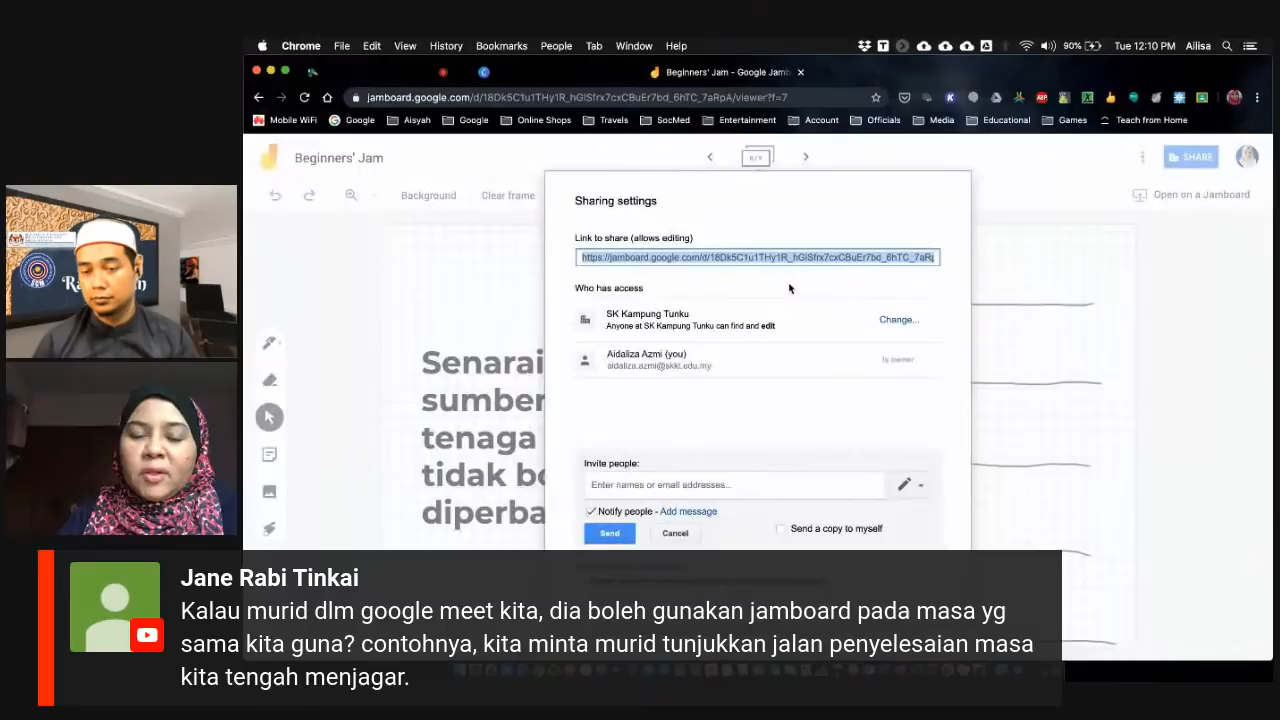 Chrome File Edit View History Bookmarks People Tab Window Help
90% Tue 12:10 PM Ailisa
Beginners' Jam - Google Jamb
jamboard.google.com/d/18Dk5C1u1THy1R_hGlSfrx7cxCBuEr7bd_6hTC_7aRpA/viewer?f=7
Mobile WiFi Google Aisyah Google Online Shops Travels SocMed Entertainment Account Officials Media Educational Games Teach from Home
Beginners' Jam
SHARE
Background Clear frame
Open on a Jamboard
Sharing settings
Link to share (allows editing)
https://jamboard.google.com/d/18Dk5C1u1THy1R_hGlSfrx7cxCBuEr7bd_6hTC_7aRp
Who has access
SK Kampung Tunku
Anyone at SK Kampung Tunku can find and edit
Change...
Aidaliza Azmi (you)
aidaliza.azmi@skkt.edu.my
Is owner
Senarai
sumber
tenaga
tidak bo
diperba
Invite people:
Enter names or email addresses...
Notify people - Add message
Send Cancel
Send a copy to myself
Jane Rabi Tinkai
Kalau murid dlm google meet kita, dia boleh gunakan jamboard pada masa yg
sama kita guna? contohnya, kita minta murid tunjukkan jalan penyelesaian masa
kita tengah menjagar.